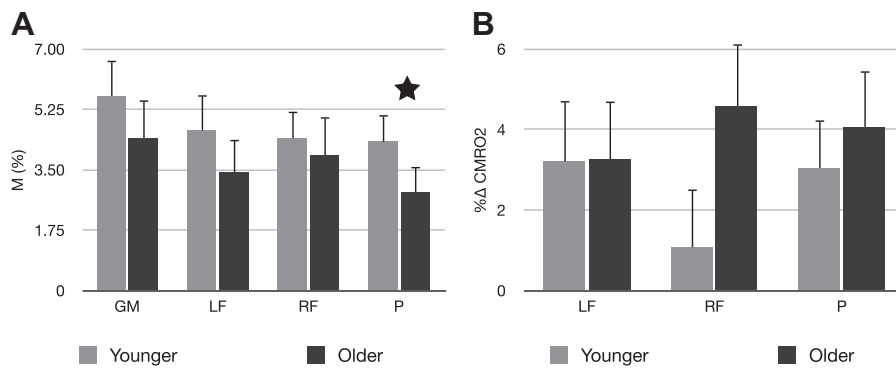 A
7.00
5.25
3.50
1.75
0
M (%)
GM LF RF P
Younger Older
B
6
4
2
0
%Δ CMRO2
LF RF P
Younger Older